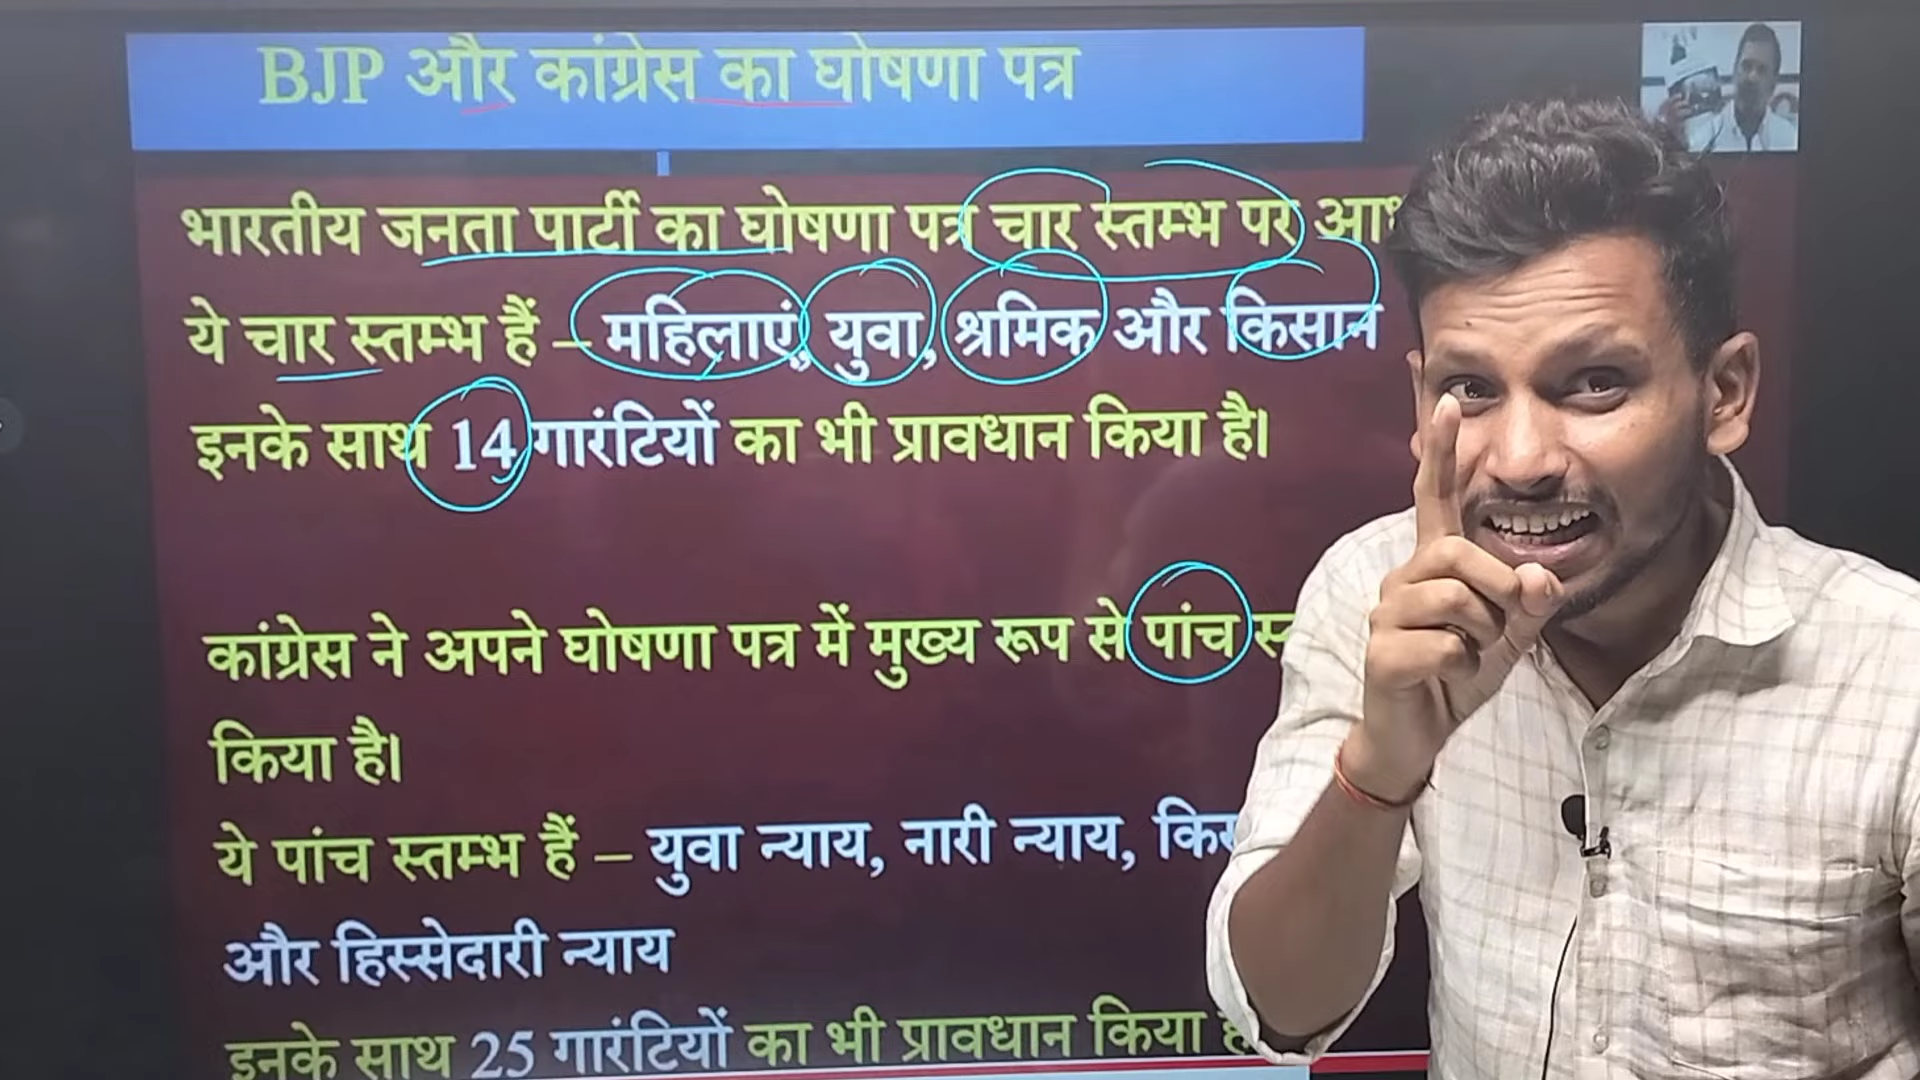 BJP और कांग्रेस का घोषणा पत्र
भारतीय जनता पार्टी का घोषणा पत्र चार स्तम्भ पर
ये चार स्तम्भ हैं – महिलाएं, युवा, श्रमिक और किसान
इनके साथ 14 गारंटियों का भी प्रावधान किया है।
कांग्रेस ने अपने घोषणा पत्र में मुख्य रूप से पांच
किया है।
ये पांच स्तम्भ हैं – युवा न्याय, नारी न्याय,
और हिस्सेदारी न्याय
इनके साथ 25 गारंटियों का भी प्रावधान किया है